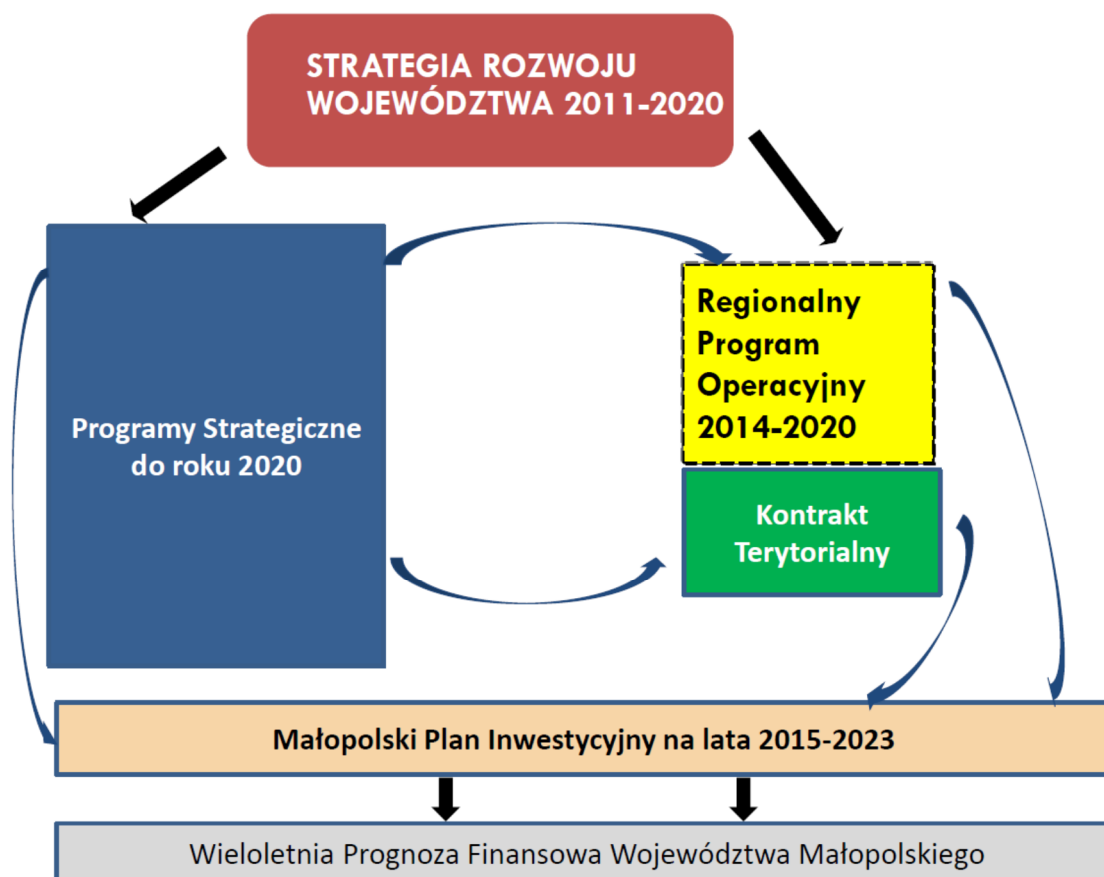 STRATEGIA ROZWOJU
WOJEWÓDZTWA 2011-2020
Programy Strategiczne
do roku 2020
Regionalny
Program
Operacyjny
2014-2020
Kontrakt
Terytorialny
Małopolski Plan Inwestycyjny na lata 2015-2023
Wieloletnia Prognoza Finansowa Województwa Małopolskiego